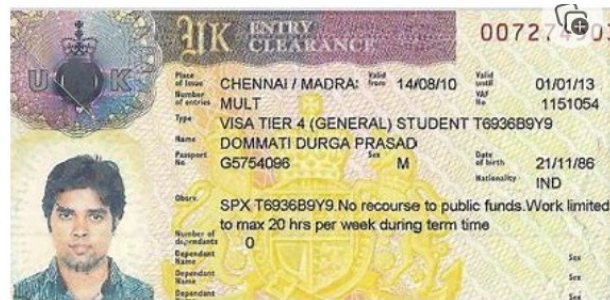 UK ENTRY CLEARANCE
U K
Place of Issue CHENNAI / MADRA: Valid from 14/08/10 Valid until 01/01/13
Number of entries MULT VAF No 1151054
Type VISA TIER 4 (GENERAL) STUDENT T6936B9Y9
Name DOMMATI DURGA PRASAD
Passport No. G5754096 Sex M Date of birth 21/11/86
Nationality IND
Observ. SPX T6936B9Y9.No recourse to public funds.Work limited
to max 20 hrs per week during term time
Number of dependants 0
Dependant Name Sex
Dependant Name Sex
Dependant Sex